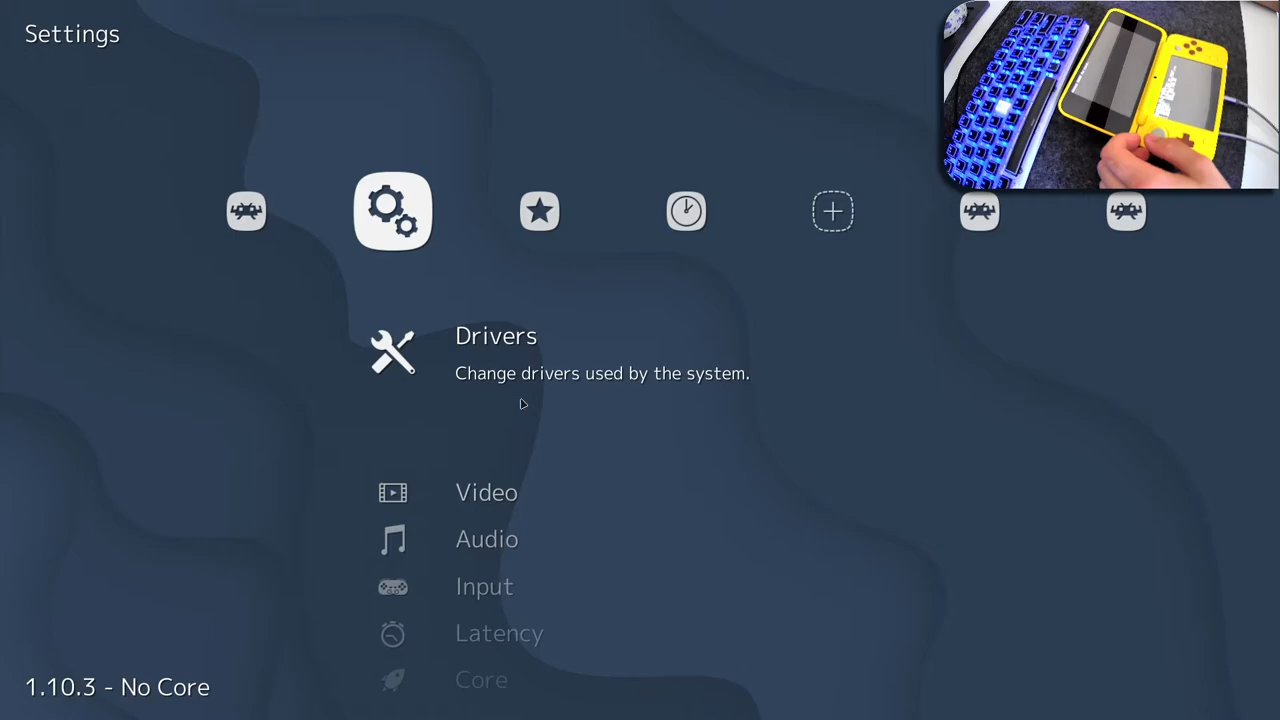 Settings
Drivers
Change drivers used by the system.
Video
Audio
Input
Latency
Core
1.10.3 - No Core